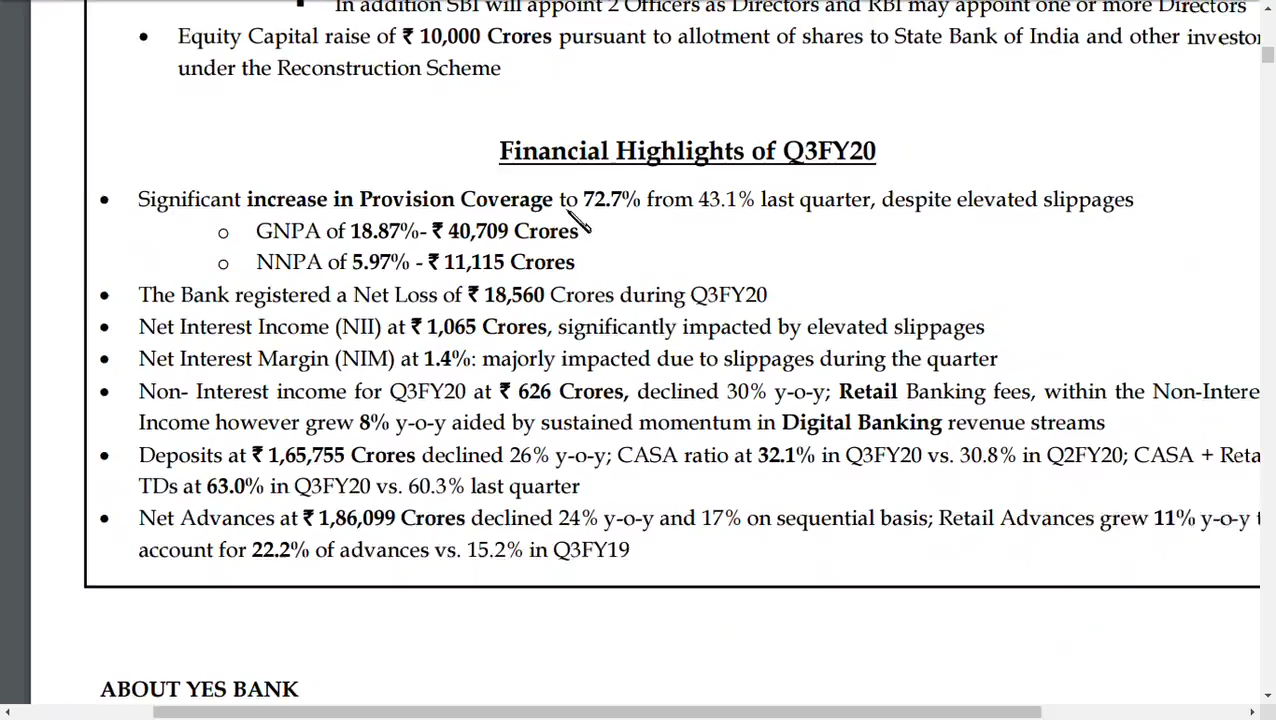 In addition SBI will appoint 2 Officers as Directors and RBI may appoint one or more Directors
• Equity Capital raise of ₹ 10,000 Crores pursuant to allotment of shares to State Bank of India and other investor
under the Reconstruction Scheme
Financial Highlights of Q3FY20
• Significant increase in Provision Coverage to 72.7% from 43.1% last quarter, despite elevated slippages
o GNPA of 18.87%- ₹ 40,709 Crores
o NNPA of 5.97% - ₹ 11,115 Crores
• The Bank registered a Net Loss of ₹ 18,560 Crores during Q3FY20
• Net Interest Income (NII) at ₹ 1,065 Crores, significantly impacted by elevated slippages
• Net Interest Margin (NIM) at 1.4%: majorly impacted due to slippages during the quarter
• Non- Interest income for Q3FY20 at ₹ 626 Crores, declined 30% y-o-y; Retail Banking fees, within the Non-Intere
Income however grew 8% y-o-y aided by sustained momentum in Digital Banking revenue streams
• Deposits at ₹ 1,65,755 Crores declined 26% y-o-y; CASA ratio at 32.1% in Q3FY20 vs. 30.8% in Q2FY20; CASA + Reta
TDs at 63.0% in Q3FY20 vs. 60.3% last quarter
• Net Advances at ₹ 1,86,099 Crores declined 24% y-o-y and 17% on sequential basis; Retail Advances grew 11% y-o-y t
account for 22.2% of advances vs. 15.2% in Q3FY19
ABOUT YES BANK